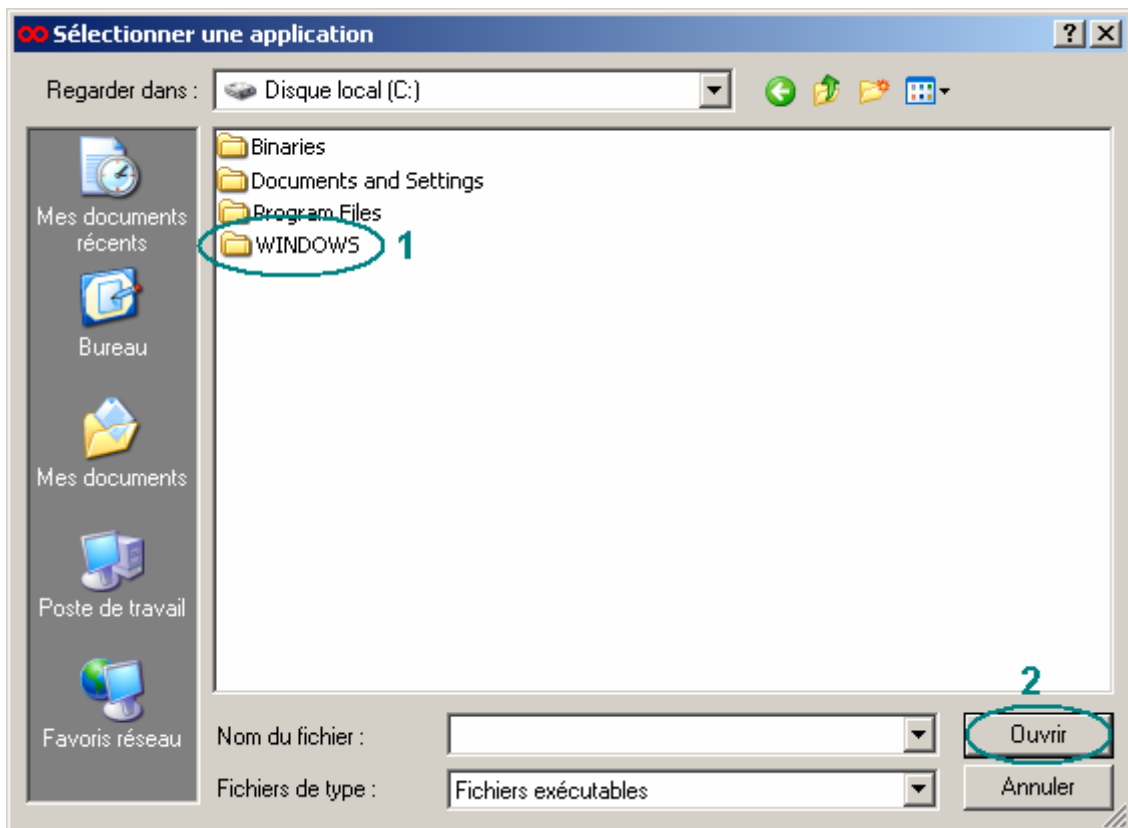 Sélectionner une application
Regarder dans : Disque local (C:)
Mes documents récents
Bureau
Mes documents
Poste de travail
Favoris réseau
Binaries
Documents and Settings
Program Files
WINDOWS 1
2
Nom du fichier : Ouvrir
Fichiers de type : Fichiers exécutables Annuler